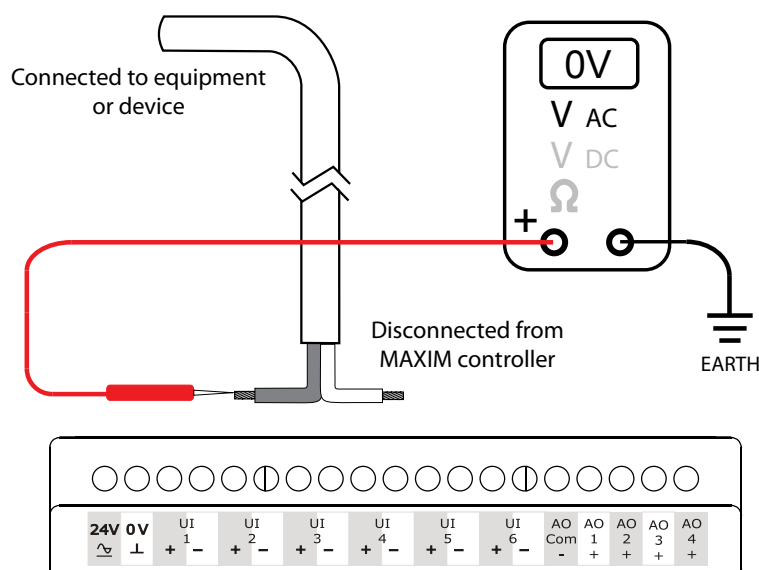 Connected to equipment
or device
0V
V AC
V DC
Ω
+
Disconnected from
MAXIM controller
EARTH
24V 0V UI 1 UI 2 UI 3 UI 4 UI 5 UI 6 AO Com AO 1 AO 2 AO 3 AO 4
+ - + - + - + - + - + - - + + + +